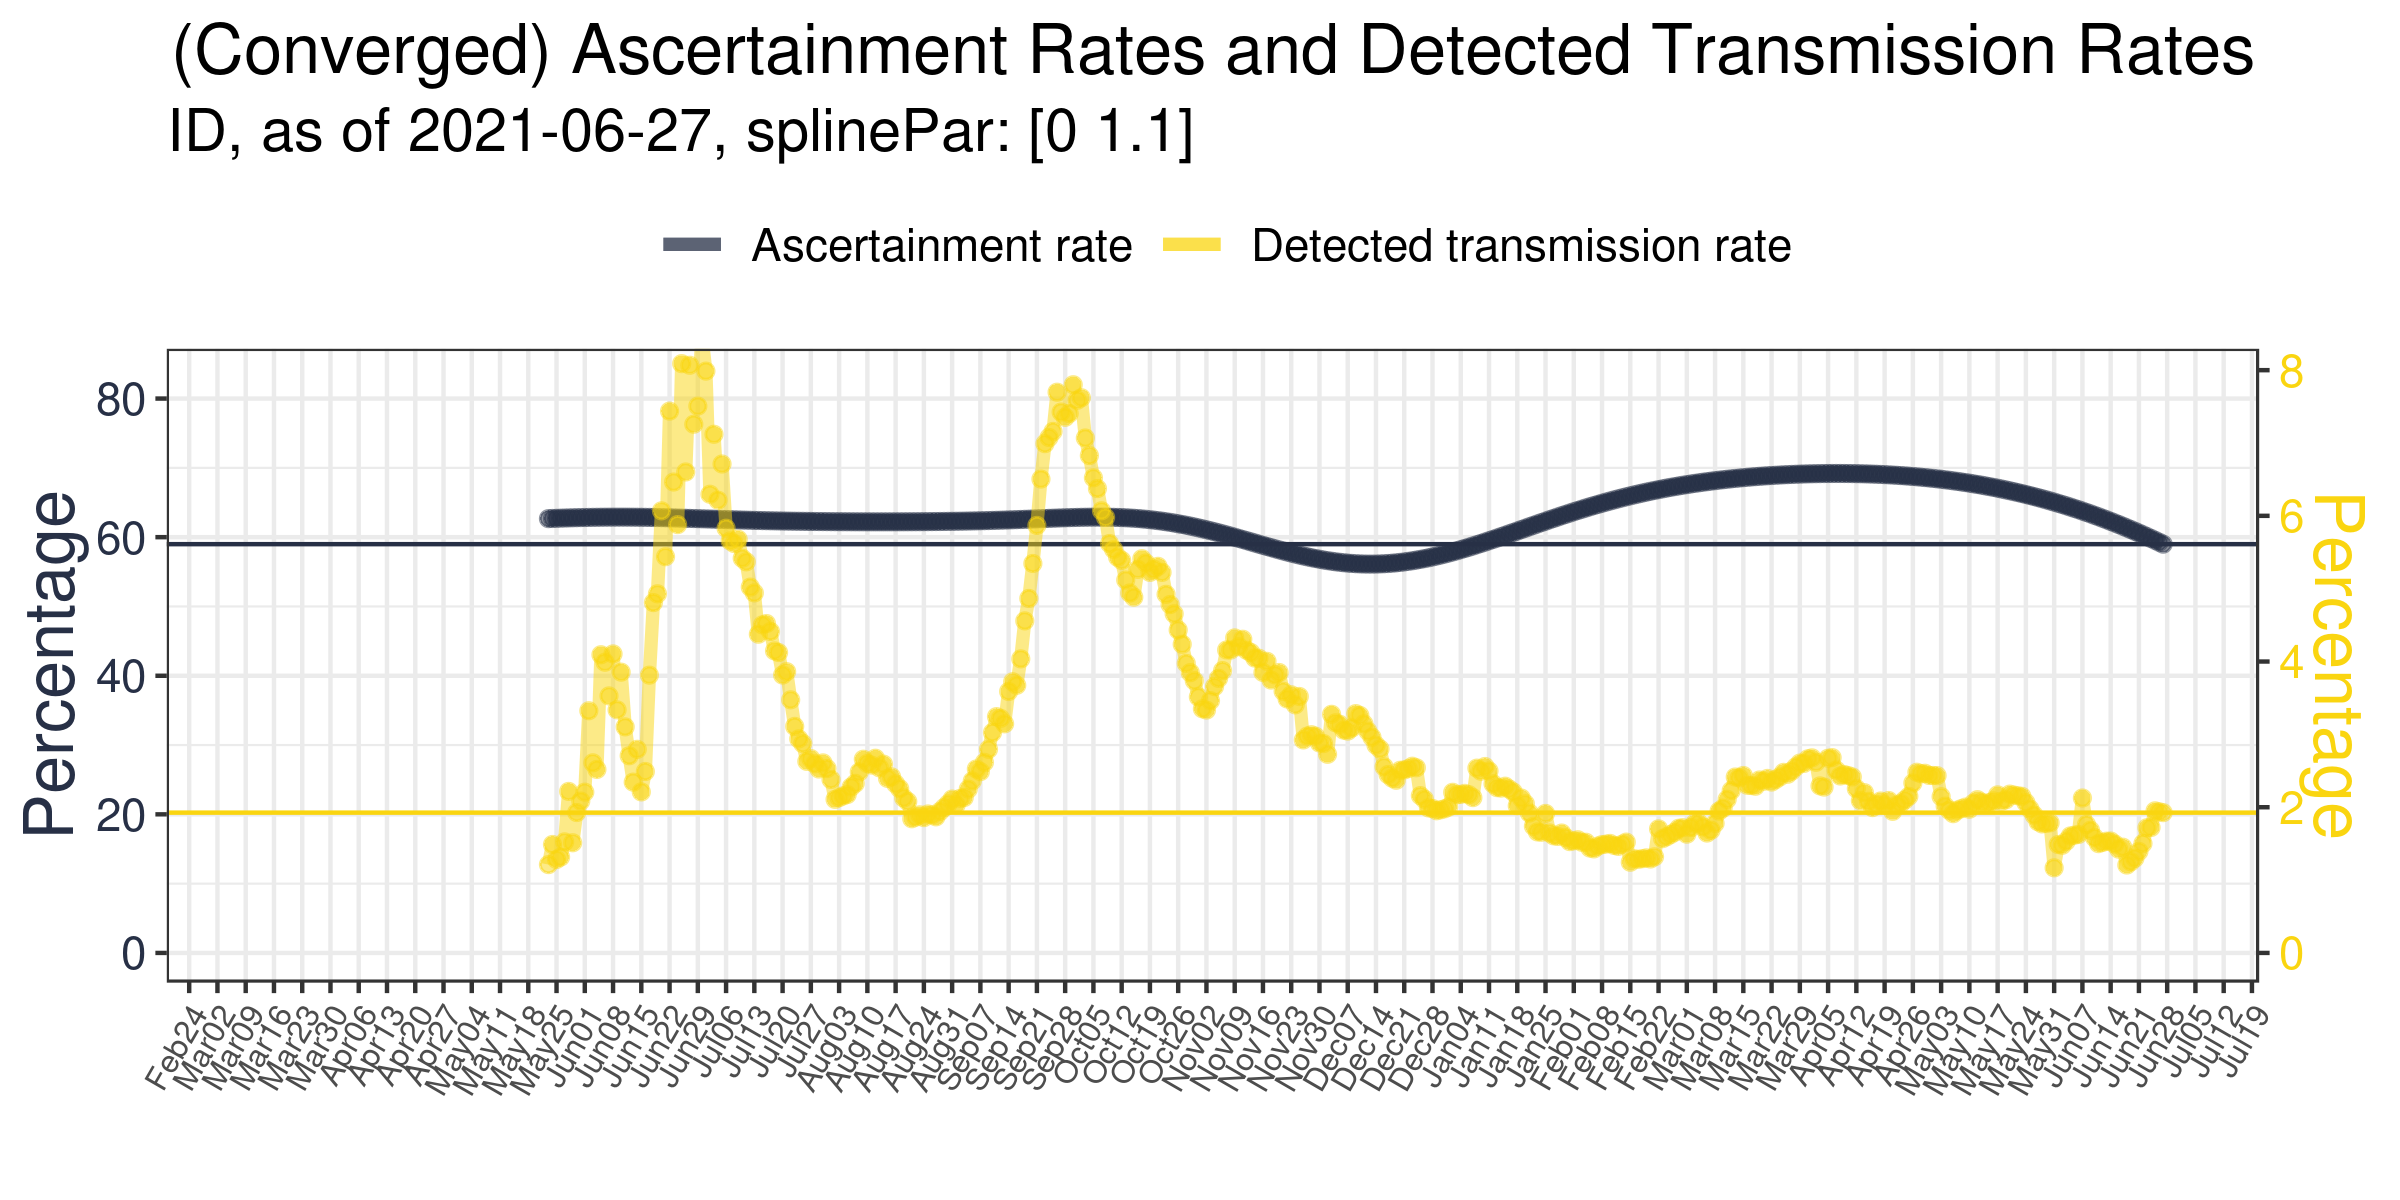 (Converged) Ascertainment Rates and Detected Transmission Rates
ID, as of 2021-06-27, splinePar: [0 1.1]
Ascertainment rate
Detected transmission rate
Percentage
80
60
40
20
0
8
6
4
2
0
Percentage
Feb24
Mar02
Mar09
Mar16
Mar23
Mar30
Apr06
Apr13
Apr20
Apr27
May04
May11
May18
May25
Jun01
Jun08
Jun15
Jun22
Jun29
Jul06
Jul13
Jul20
Jul27
Aug03
Aug10
Aug17
Aug24
Aug31
Sep07
Sep14
Sep21
Sep28
Oct05
Oct12
Oct19
Oct26
Nov02
Nov09
Nov16
Nov23
Nov30
Dec07
Dec14
Dec21
Dec28
Jan04
Jan11
Jan18
Jan25
Feb01
Feb08
Feb15
Feb22
Mar01
Mar08
Mar15
Mar22
Mar29
Apr05
Apr12
Apr19
Apr26
May03
May10
May17
May24
May31
Jun07
Jun14
Jun21
Jun28
Jul05
Jul12
Jul19